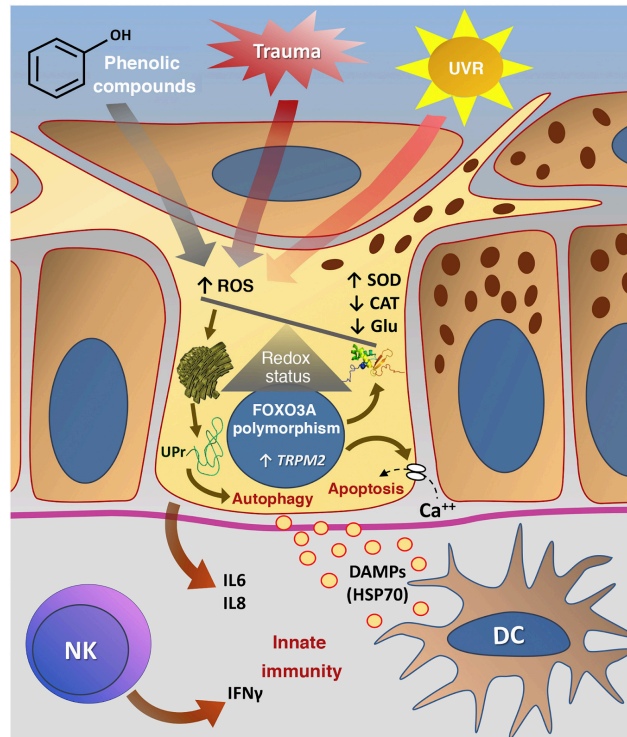 OH
Phenolic
compounds
Trauma
UVR
↑ ROS
↑ SOD
↓ CAT
↓ Glu
Redox
status
FOXO3A
polymorphism
↑ TRPM2
UPr
Autophagy
Apoptosis
Ca++
IL6
IL8
DAMPs
(HSP70)
NK
DC
Innate
immunity
IFNγ